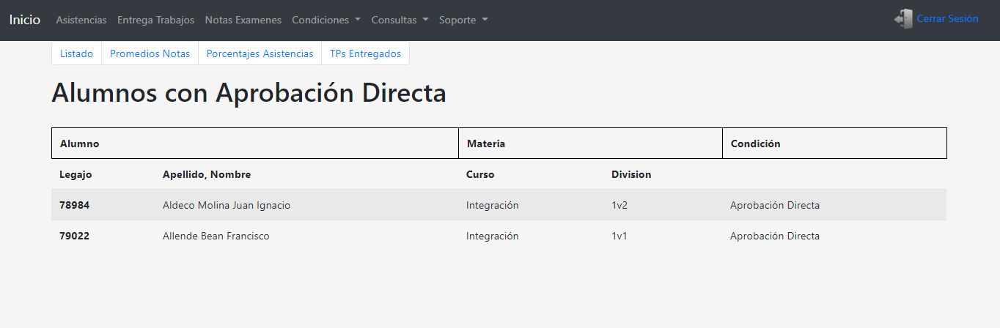 Inicio Asistencias Entrega Trabajos Notas Examenes Condiciones Consultas Soporte Cerrar Sesión
Listado Promedios Notas Porcentajes Asistencias TPs Entregados
Alumnos con Aprobación Directa
Alumno Materia Condición
Legajo Apellido, Nombre Curso Division
78984 Aldeco Molina Juan Ignacio Integración 1v2 Aprobación Directa
79022 Allende Bean Francisco Integración 1v1 Aprobación Directa